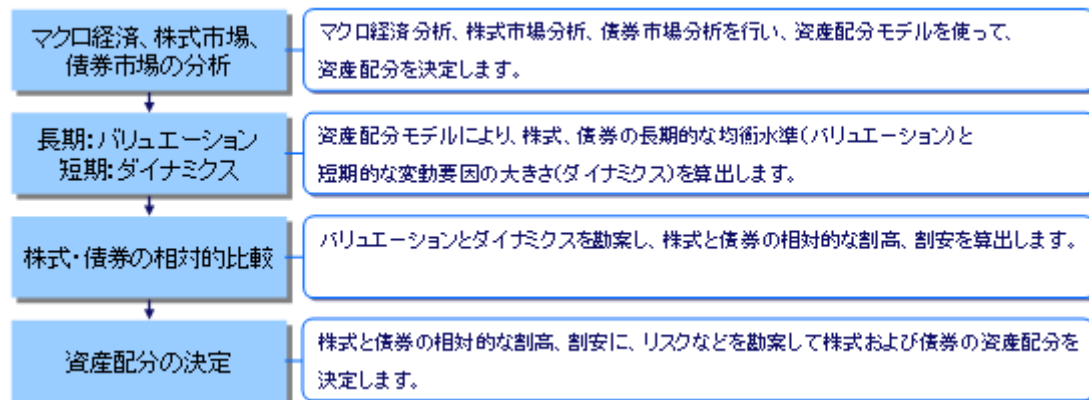 マクロ経済、株式市場、
債券市場の分析
マクロ経済分析、株式市場分析、債券市場分析を行い、資産配分モデルを使って、
資産配分を決定します。
長期:バリュエーション
短期:ダイナミクス
資産配分モデルにより、株式、債券の長期的な均衡水準(バリュエーション)と
短期的な変動要因の大きさ(ダイナミクス)を算出します。
株式・債券の相対的比較
バリュエーションとダイナミクスを勘案し、株式と債券の相対的な割高、割安を算出します。
資産配分の決定
株式と債券の相対的な割高、割安に、リスクなどを勘案して株式および債券の資産配分を
決定します。